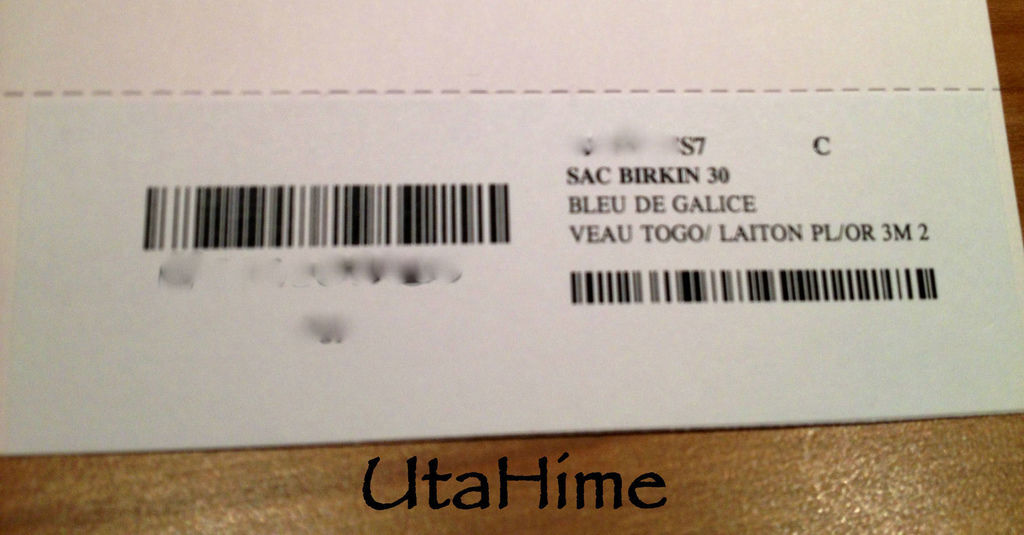 S7 C
SAC BIRKIN 30
BLEU DE GALICE
VEAU TOGO/ LAITON PL/OR 3M 2
UtaHime